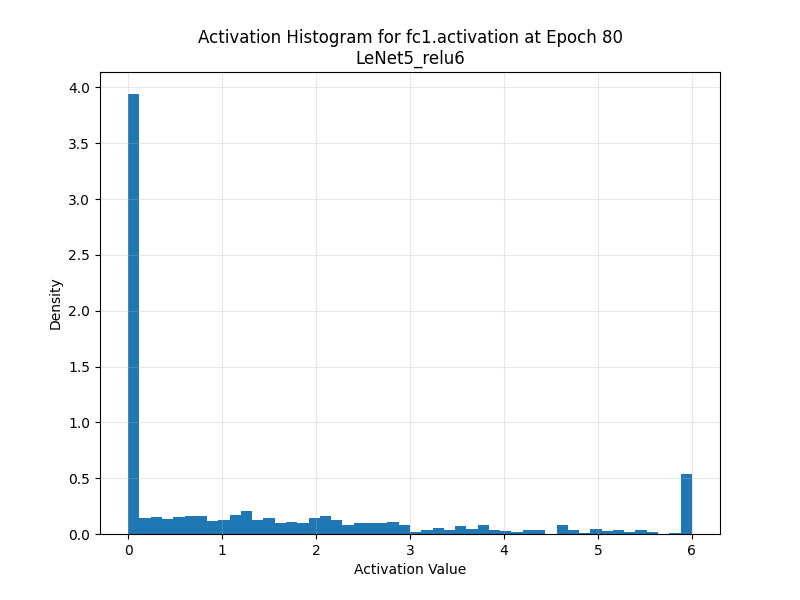 Activation Histogram for fc1.activation at Epoch 80
LeNet5_relu6
4.0
3.5
3.0
2.5
2.0
1.5
1.0
0.5
0.0
Density
0 1 2 3 4 5 6
Activation Value